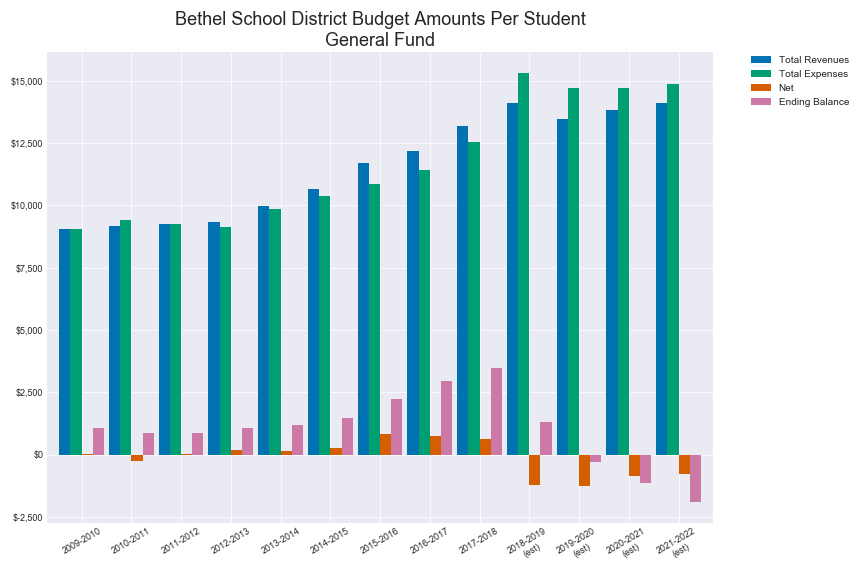 Bethel School District Budget Amounts Per Student
General Fund
Total Revenues
Total Expenses
Net
Ending Balance
$15,000
$12,500
$10,000
$7,500
$5,000
$2,500
$0
$-2,500
2009-2010
2010-2011
2011-2012
2012-2013
2013-2014
2014-2015
2015-2016
2016-2017
2017-2018
2018-2019
(est)
2019-2020
(est)
2020-2021
(est)
2021-2022
(est)